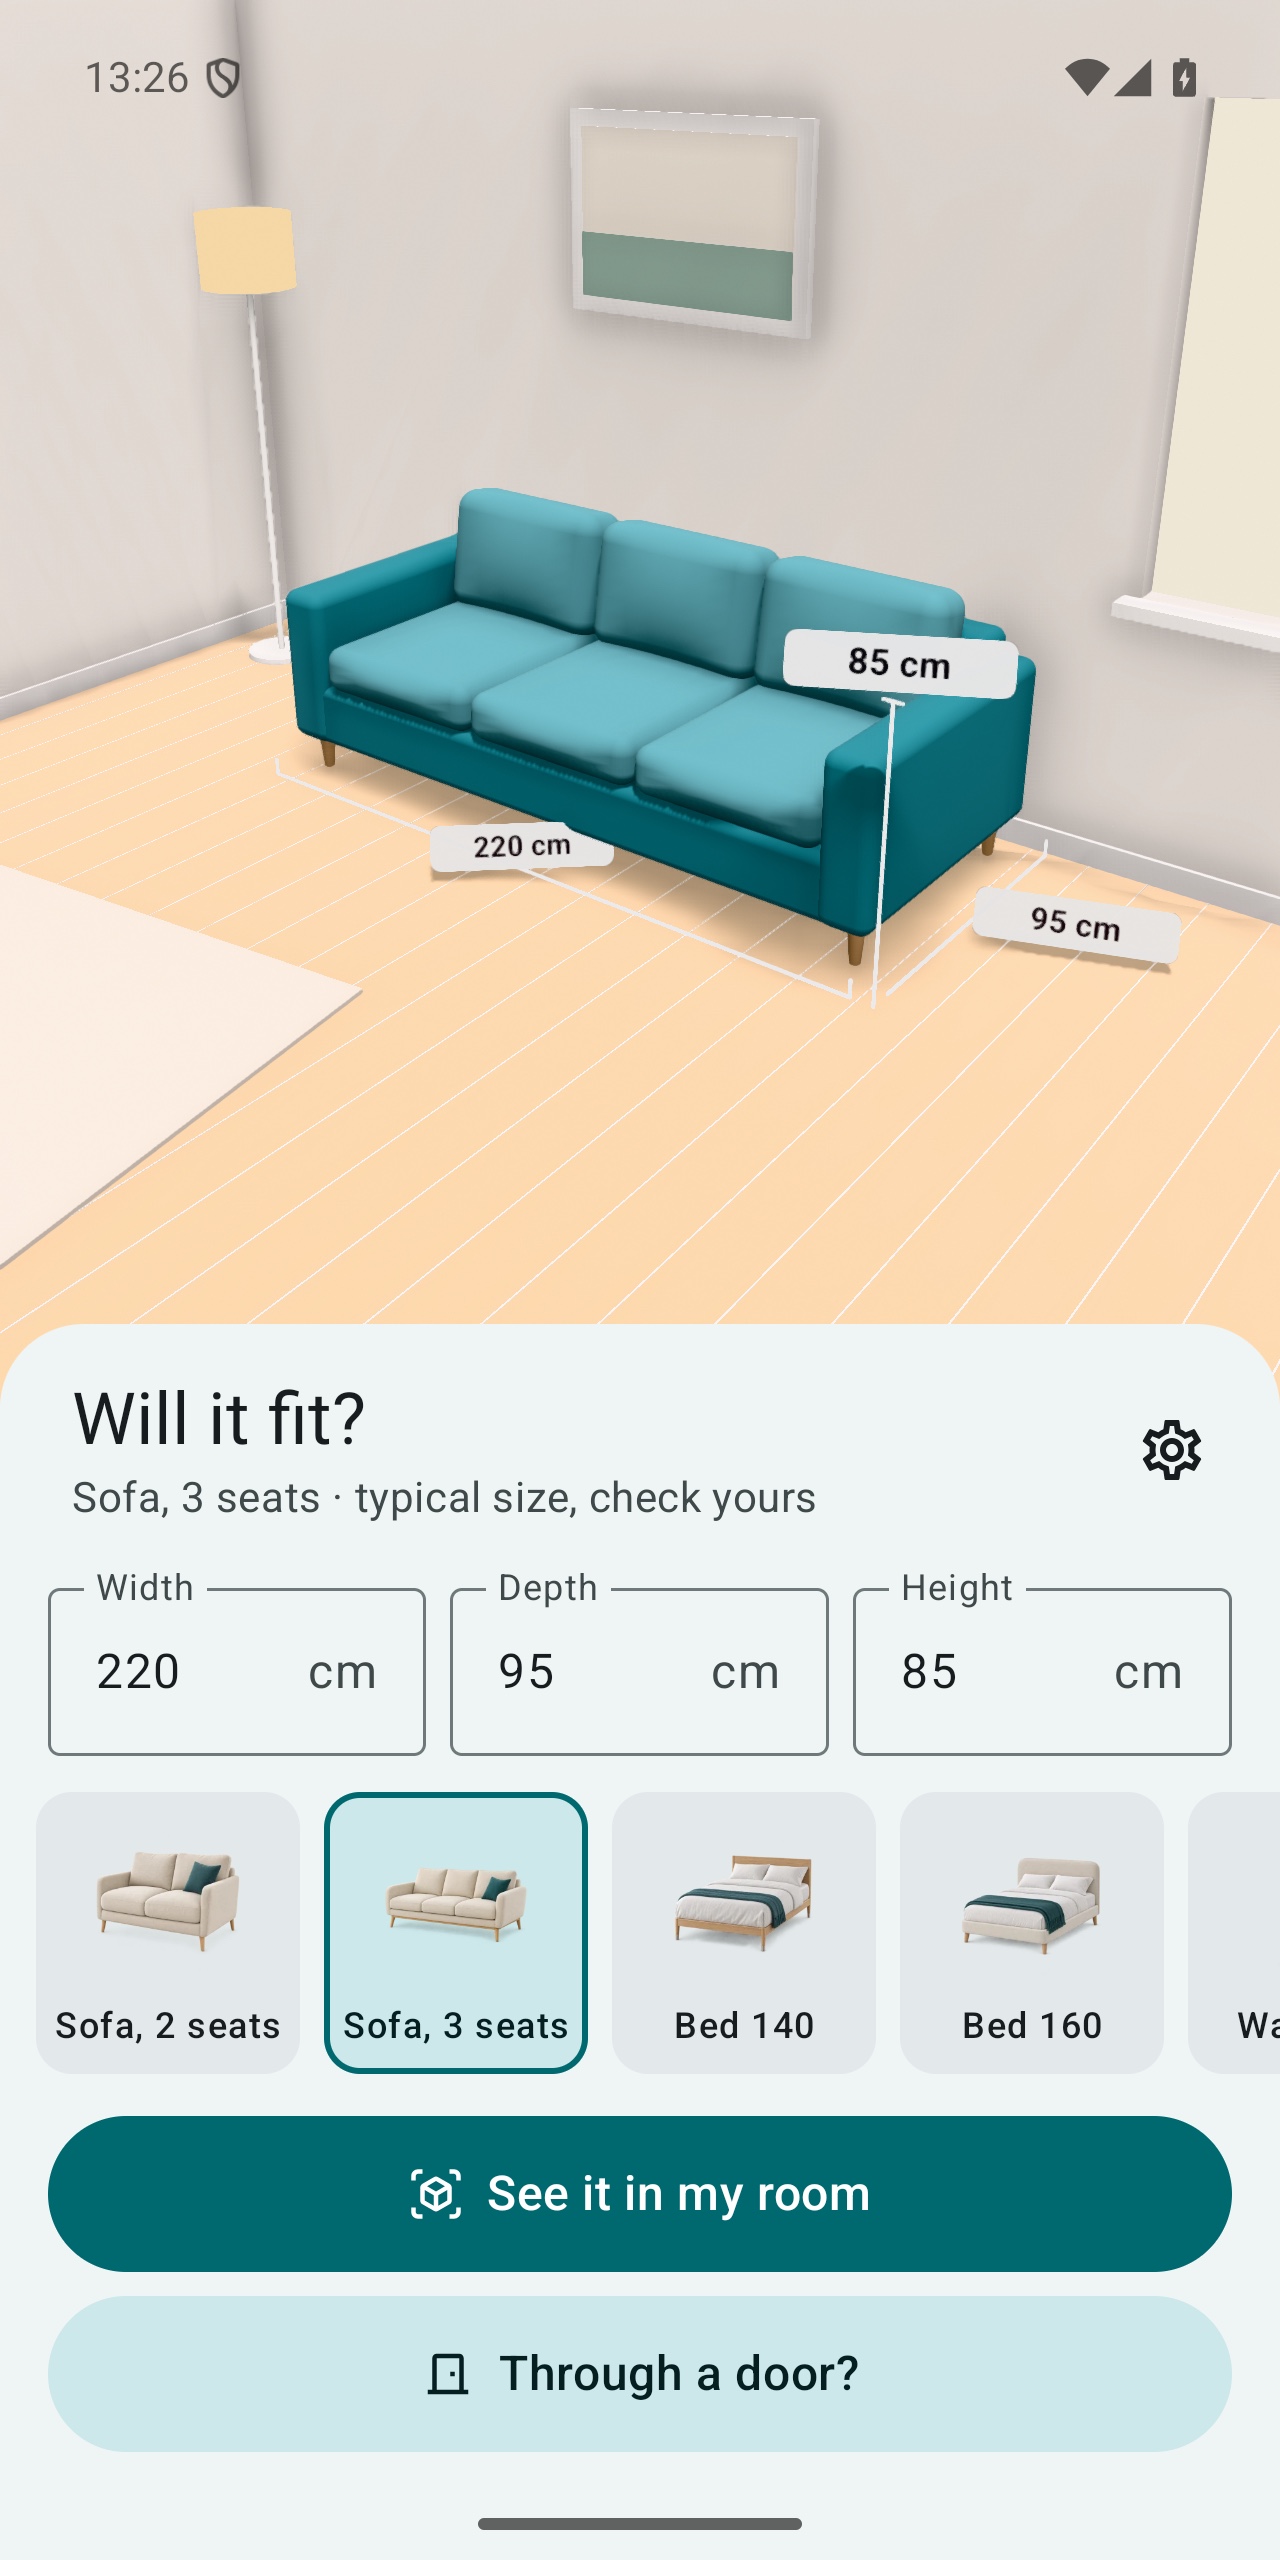 13:26
85 cm
220 cm
95 cm
Will it fit?
Sofa, 3 seats · typical size, check yours
Width Depth Height
220 cm 95 cm 85 cm
Sofa, 2 seats Sofa, 3 seats Bed 140 Bed 160
See it in my room
Through a door?